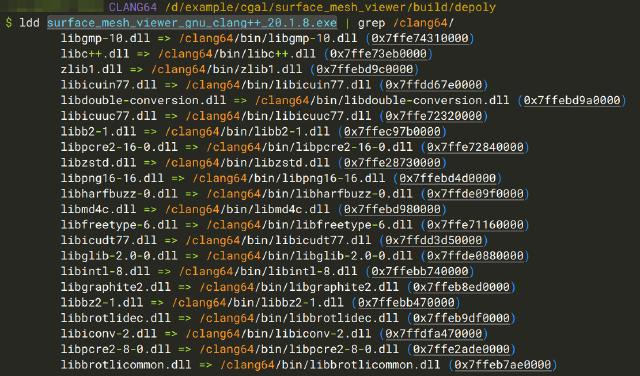 CLANG64 /d/example/cgal/surface_mesh_viewer/build/depoly
$ ldd surface_mesh_viewer_gnu_clang++_20.1.8.exe | grep /clang64/
libgmp-10.dll => /clang64/bin/libgmp-10.dll (0x7ffe74310000)
libc++.dll => /clang64/bin/libc++.dll (0x7ffe73eb0000)
zlib1.dll => /clang64/bin/zlib1.dll (0x7ffebd9c0000)
libicuin77.dll => /clang64/bin/libicuin77.dll (0x7ffdd67e0000)
libdouble-conversion.dll => /clang64/bin/libdouble-conversion.dll (0x7ffebd9a0000)
libicuuc77.dll => /clang64/bin/libicuuc77.dll (0x7ffe72320000)
libb2-1.dll => /clang64/bin/libb2-1.dll (0x7ffec97b0000)
libpcre2-16-0.dll => /clang64/bin/libpcre2-16-0.dll (0x7ffe72840000)
libzstd.dll => /clang64/bin/libzstd.dll (0x7ffe28730000)
libpng16-16.dll => /clang64/bin/libpng16-16.dll (0x7ffebd4d0000)
libharfbuzz-0.dll => /clang64/bin/libharfbuzz-0.dll (0x7ffde09f0000)
libmd4c.dll => /clang64/bin/libmd4c.dll (0x7ffebd980000)
libfreetype-6.dll => /clang64/bin/libfreetype-6.dll (0x7ffe71160000)
libicudt77.dll => /clang64/bin/libicudt77.dll (0x7ffdd3d50000)
libglib-2.0-0.dll => /clang64/bin/libglib-2.0-0.dll (0x7ffde0880000)
libintl-8.dll => /clang64/bin/libintl-8.dll (0x7ffebb740000)
libgraphite2.dll => /clang64/bin/libgraphite2.dll (0x7ffeb8ed0000)
libbz2-1.dll => /clang64/bin/libbz2-1.dll (0x7ffebb470000)
libbrotlidec.dll => /clang64/bin/libbrotlidec.dll (0x7ffeb9df0000)
libiconv-2.dll => /clang64/bin/libiconv-2.dll (0x7ffdfa470000)
libpcre2-8-0.dll => /clang64/bin/libpcre2-8-0.dll (0x7ffe2ade0000)
libbrotlicommon.dll => /clang64/bin/libbrotlicommon.dll (0x7ffeb7ae0000)